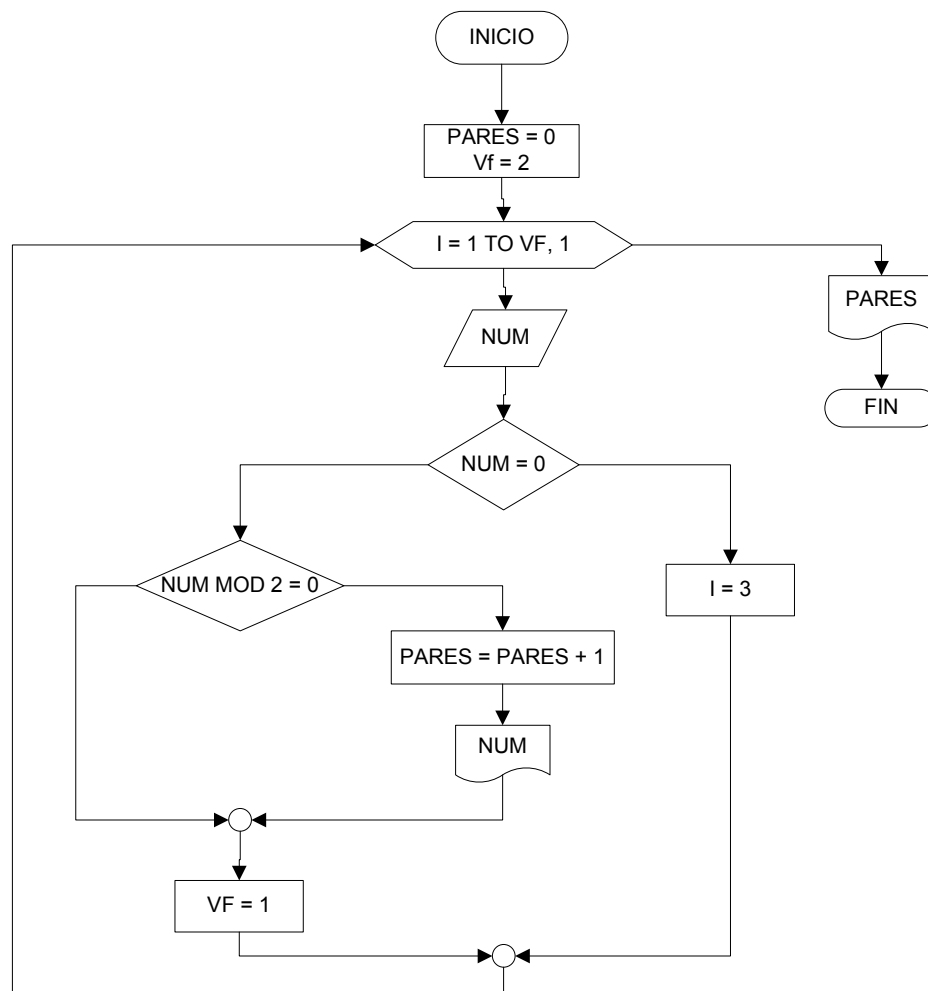 INICIO
PARES = 0
Vf = 2
I = 1 TO VF, 1
PARES
NUM
FIN
NUM = 0
NUM MOD 2 = 0
I = 3
PARES = PARES + 1
NUM
VF = 1